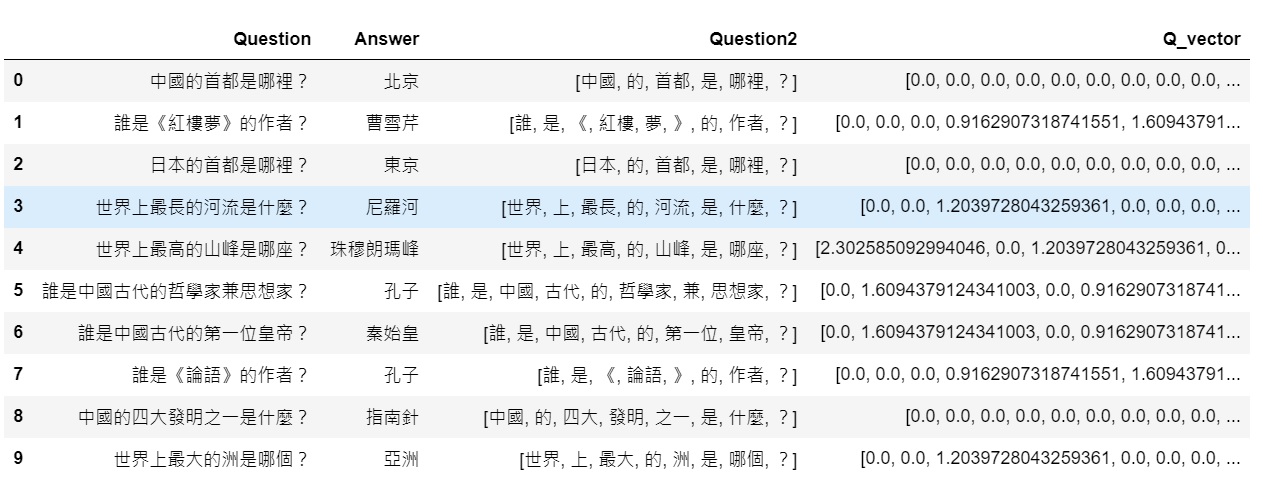 Question Answer Question2 Q_vector
0 中國的首都是哪裡？ 北京 [中國, 的, 首都, 是, 哪裡, ？] [0.0, 0.0, 0.0, 0.0, 0.0, 0.0, 0.0, 0.0, 0.0, ...
1 誰是《紅樓夢》的作者？ 曹雪芹 [誰, 是, 《, 紅樓, 夢, 》, 的, 作者, ？] [0.0, 0.0, 0.0, 0.9162907318741551, 1.60943791...
2 日本的首都是哪裡？ 東京 [日本, 的, 首都, 是, 哪裡, ？] [0.0, 0.0, 0.0, 0.0, 0.0, 0.0, 0.0, 0.0, 0.0, ...
3 世界上最長的河流是什麼？ 尼羅河 [世界, 上, 最長, 的, 河流, 是, 什麼, ？] [0.0, 0.0, 1.2039728043259361, 0.0, 0.0, 0.0, ...
4 世界上最高的山峰是哪座？ 珠穆朗瑪峰 [世界, 上, 最高, 的, 山峰, 是, 哪座, ？] [2.302585092994046, 0.0, 1.2039728043259361, 0...
5 誰是中國古代的哲學家兼思想家？ 孔子 [誰, 是, 中國, 古代, 的, 哲學家, 兼, 思想家, ？] [0.0, 1.6094379124341003, 0.0, 0.9162907318741...
6 誰是中國古代的第一位皇帝？ 秦始皇 [誰, 是, 中國, 古代, 的, 第一位, 皇帝, ？] [0.0, 1.6094379124341003, 0.0, 0.9162907318741...
7 誰是《論語》的作者？ 孔子 [誰, 是, 《, 論語, 》, 的, 作者, ？] [0.0, 0.0, 0.0, 0.9162907318741551, 1.60943791...
8 中國的四大發明之一是什麼？ 指南針 [中國, 的, 四大, 發明, 之一, 是, 什麼, ？] [0.0, 0.0, 0.0, 0.0, 0.0, 0.0, 0.0, 0.0, 0.0, ...
9 世界上最大的洲是哪個？ 亞洲 [世界, 上, 最大, 的, 洲, 是, 哪個, ？] [0.0, 0.0, 1.2039728043259361, 0.0, 0.0, 0.0, ...